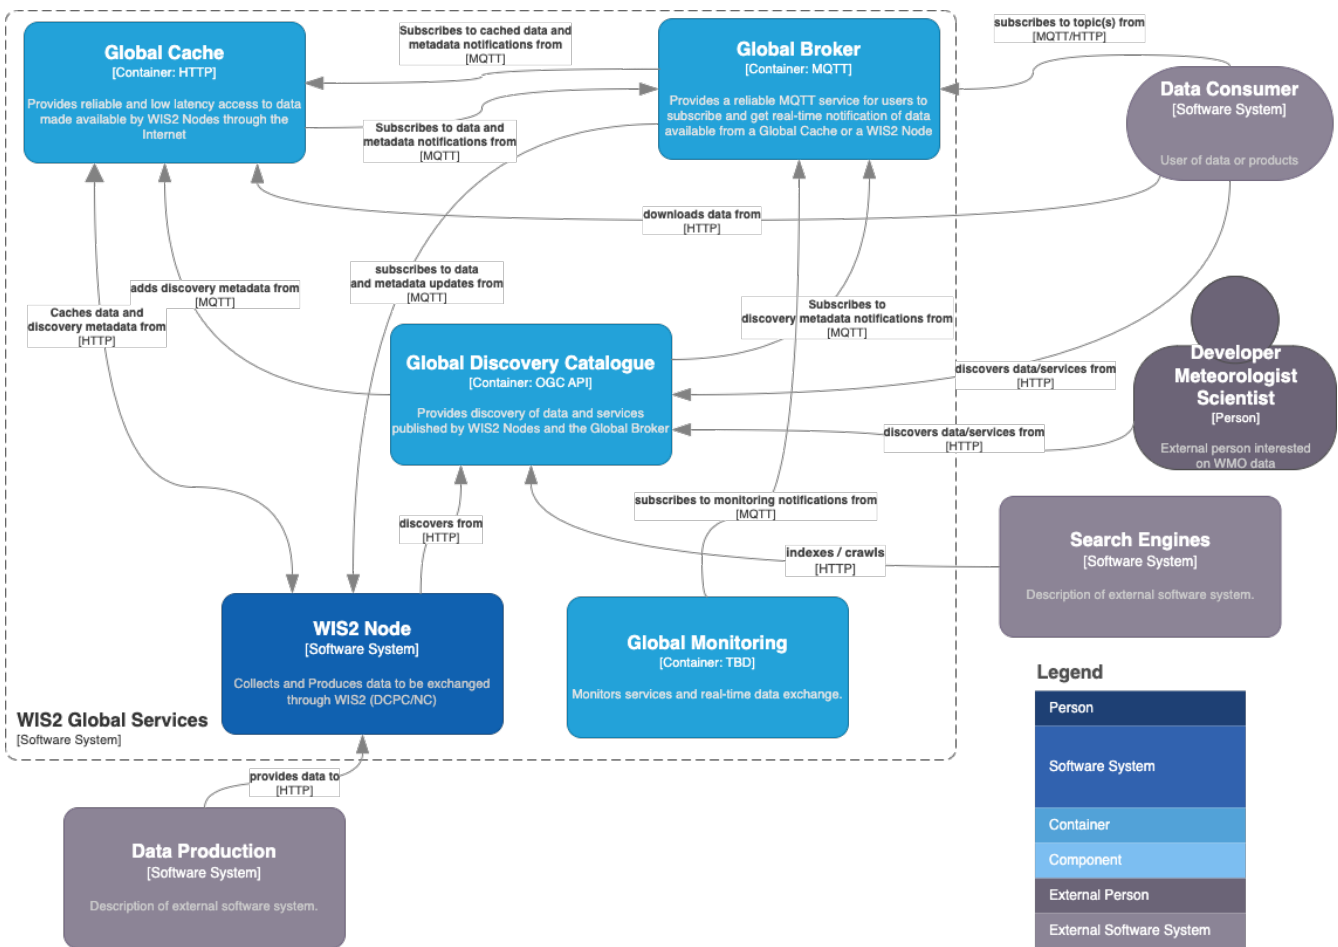 Global Cache
[Container: HTTP]
Provides reliable and low latency access to data
made available by WIS2 Nodes through the
Internet
Subscribes to cached data and
metadata notifications from
[MQTT]
Global Broker
[Container: MQTT]
Provides a reliable MQTT service for users to
subscribe and get real-time notification of data
available from a Global Cache or a WIS2 Node
subscribes to topic(s) from
[MQTT/HTTP]
Data Consumer
[Software System]
User of data or products
Subscribes to data and
metadata notifications from
[MQTT]
downloads data from
[HTTP]
subscribes to data
and metadata updates from
[MQTT]
adds discovery metadata from
[MQTT]
Caches data and
discovery metadata from
[HTTP]
Subscribes to
discovery metadata notifications from
[MQTT]
Global Discovery Catalogue
[Container: OGC API]
Provides discovery of data and services
published by WIS2 Nodes and the Global Broker
discovers data/services from
[HTTP]
Developer
Meteorologist
Scientist
[Person]
External person interested
on WMO data
discovers data/services from
[HTTP]
subscribes to monitoring notifications from
[MQTT]
discovers from
[HTTP]
indexes / crawls
[HTTP]
Search Engines
[Software System]
Description of external software system.
WIS2 Node
[Software System]
Collects and Produces data to be exchanged
through WIS2 (DCPC/NC)
Global Monitoring
[Container: TBD]
Monitors services and real-time data exchange.
WIS2 Global Services
[Software System]
provides data to
[HTTP]
Data Production
[Software System]
Description of external software system.
Legend
Person
Software System
Container
Component
External Person
External Software System